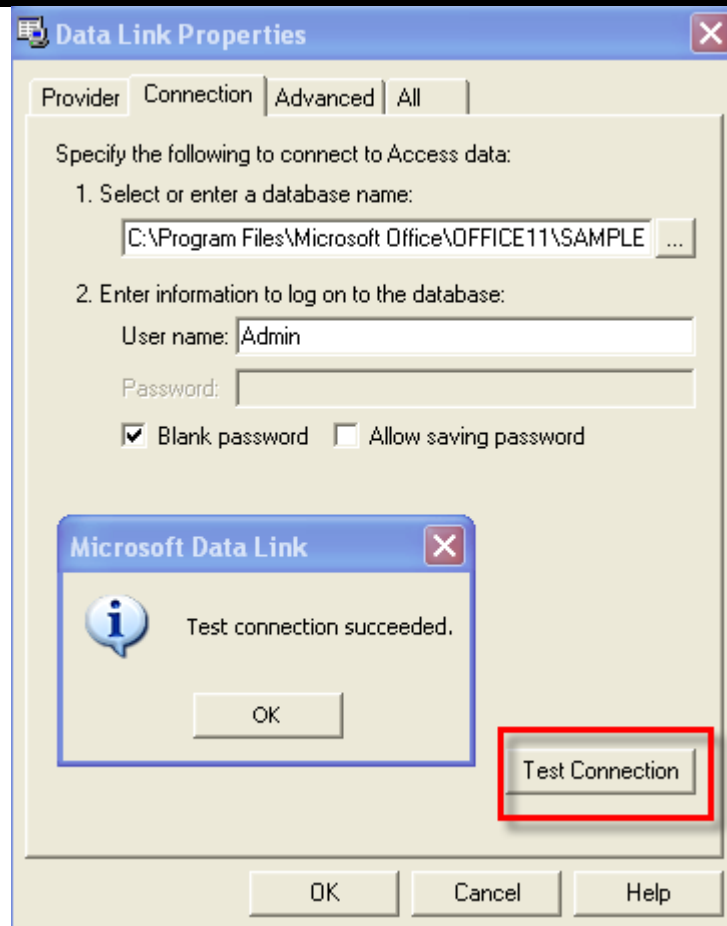 Data Link Properties
Provider Connection Advanced All
Specify the following to connect to Access data:
1. Select or enter a database name:
C:\Program Files\Microsoft Office\OFFICE11\SAMPLE ...
2. Enter information to log on to the database:
User name: Admin
Password:
Blank password Allow saving password
Microsoft Data Link
Test connection succeeded.
OK
Test Connection
OK Cancel Help